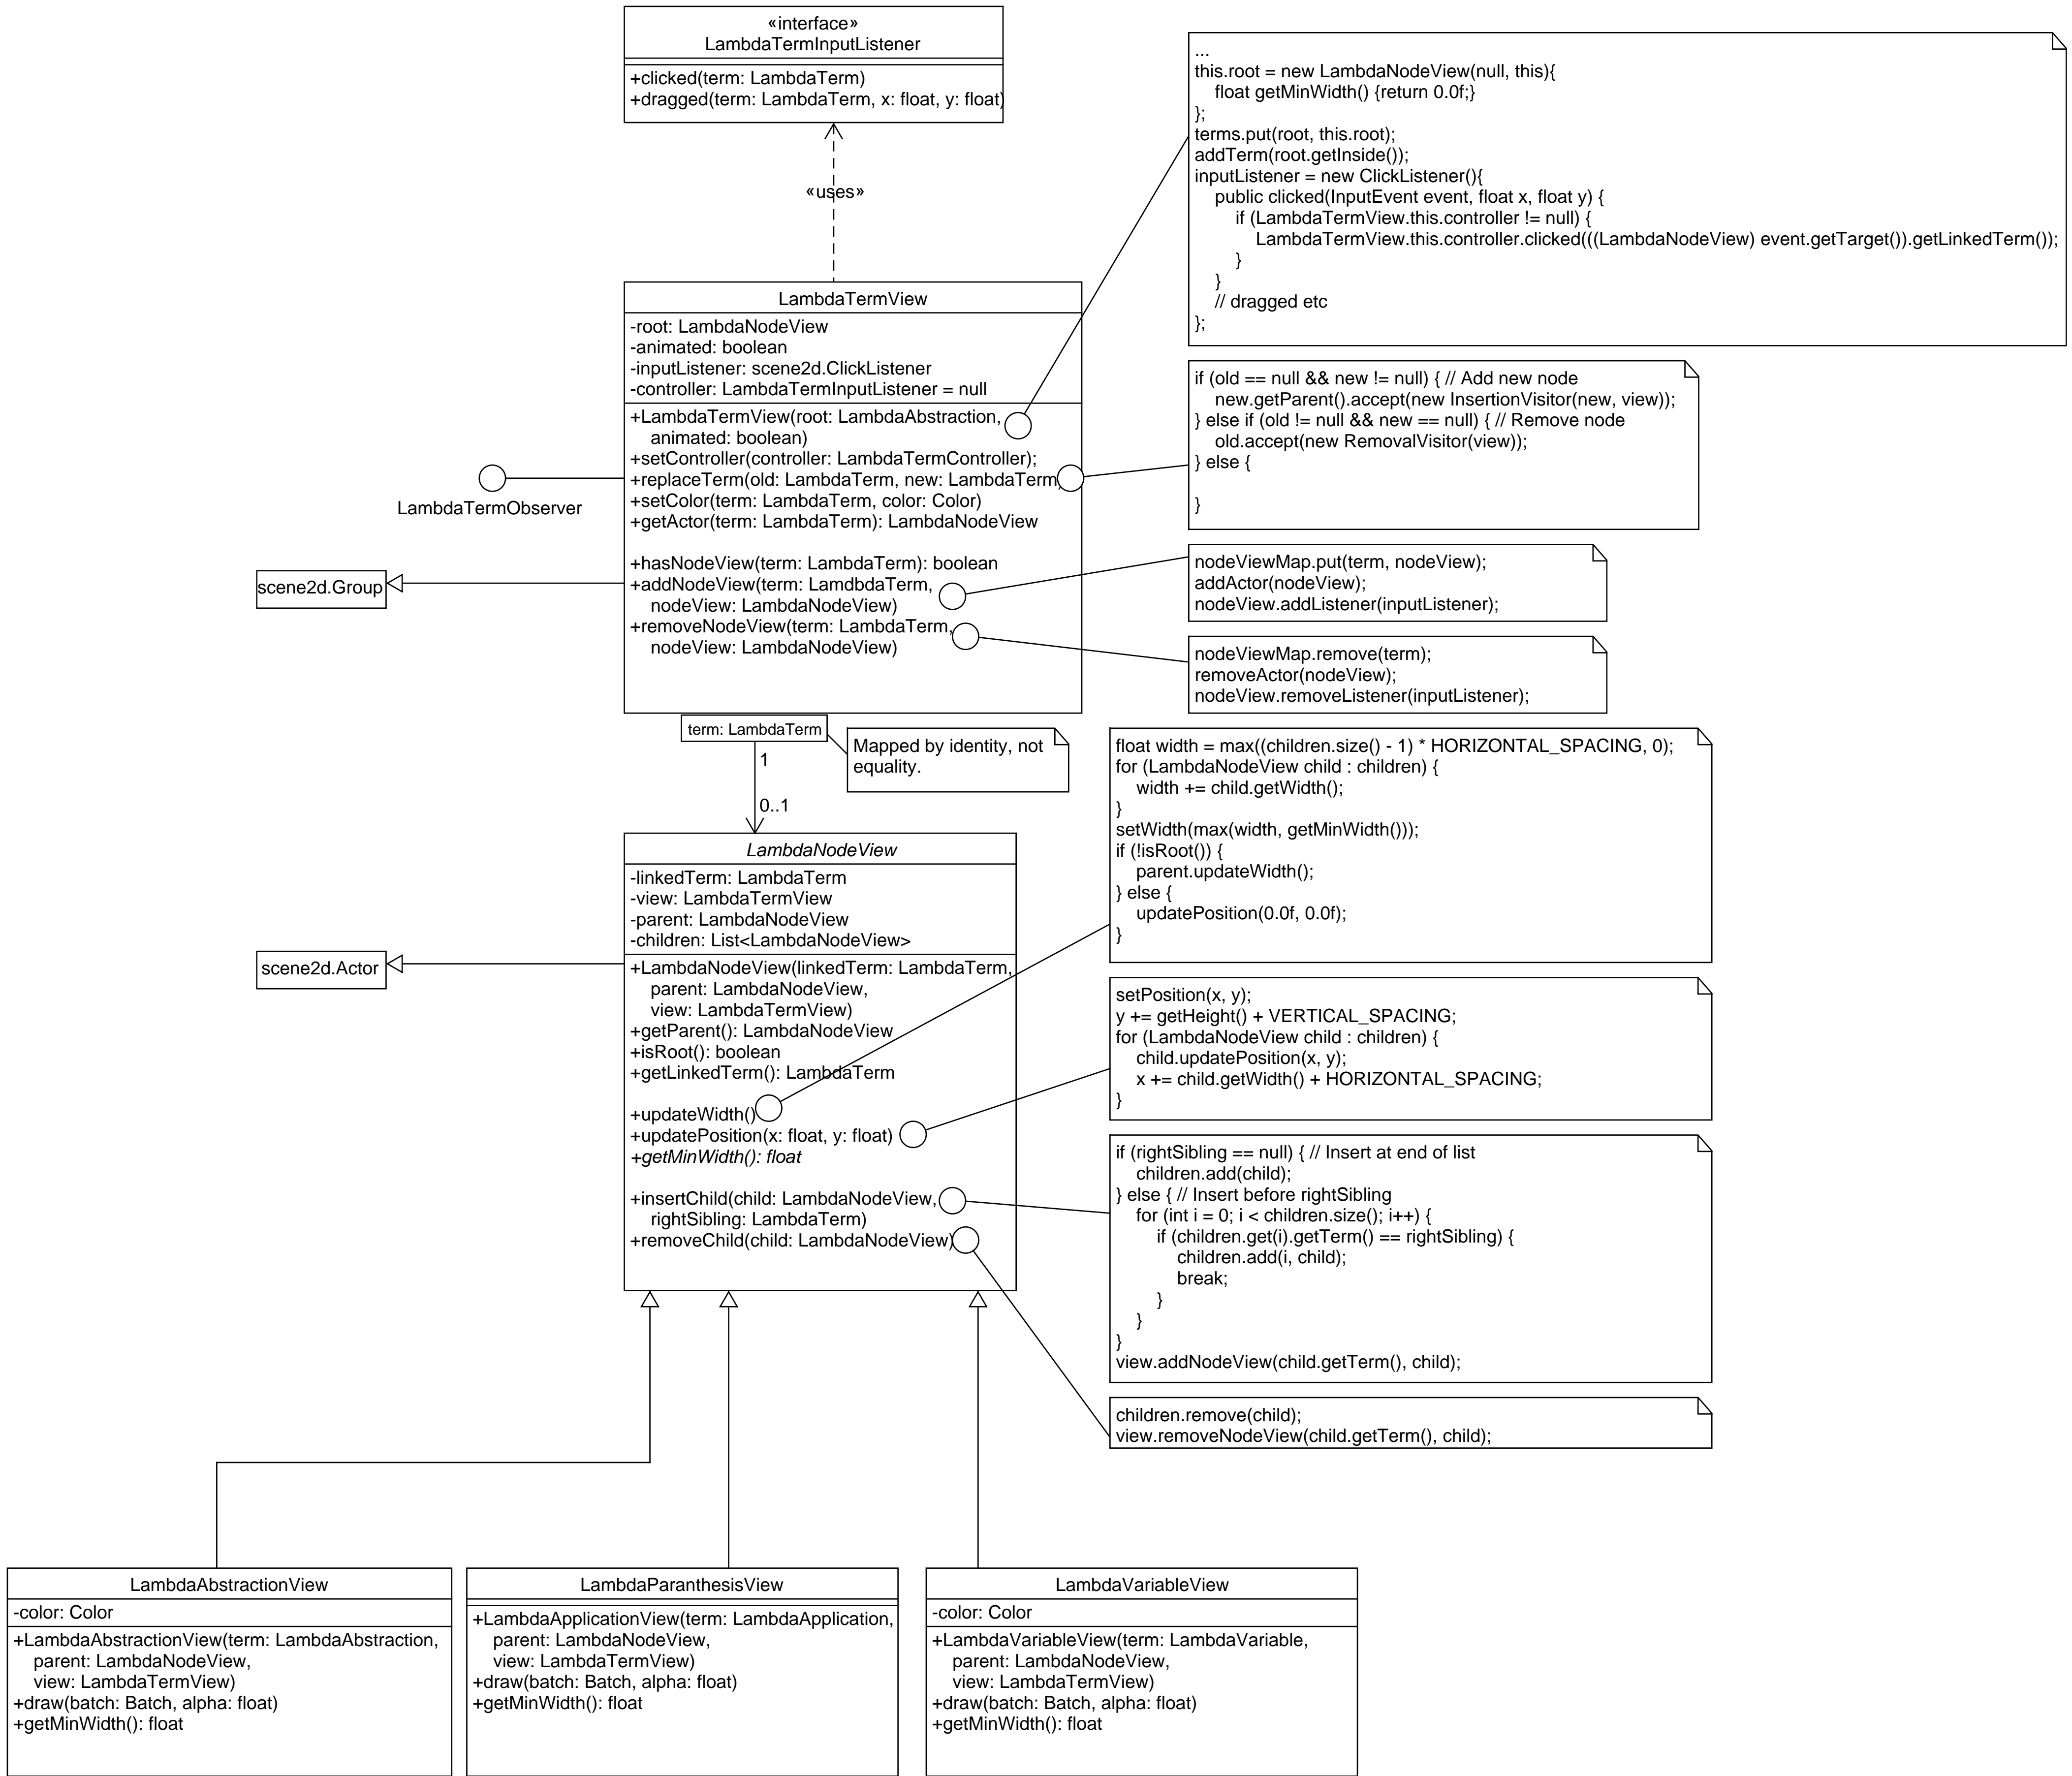 «interface»
LambdaTermInputListener
+clicked(term: LambdaTerm)
+dragged(term: LambdaTerm, x: float, y: float)
«uses»
...
this.root = new LambdaNodeView(null, this){
float getMinWidth() {return 0.0f;}
};
terms.put(root, this.root);
addTerm(root.getInside());
inputListener = new ClickListener(){
public clicked(InputEvent event, float x, float y) {
if (LambdaTermView.this.controller != null) {
LambdaTermView.this.controller.clicked(((LambdaNodeView) event.getTarget()).getLinkedTerm());
}
}
// dragged etc
};
LambdaTermView
-root: LambdaNodeView
-animated: boolean
-inputListener: scene2d.ClickListener
-controller: LambdaTermInputListener = null
+LambdaTermView(root: LambdaAbstraction,
animated: boolean)
+setController(controller: LambdaTermController);
+replaceTerm(old: LambdaTerm, new: LambdaTerm)
+setColor(term: LambdaTerm, color: Color)
+getActor(term: LambdaTerm): LambdaNodeView
+hasNodeView(term: LambdaTerm): boolean
+addNodeView(term: LamdbdaTerm,
nodeView: LambdaNodeView)
+removeNodeView(term: LambdaTerm,
nodeView: LambdaNodeView)
LambdaTermObserver
scene2d.Group
if (old == null && new != null) { // Add new node
new.getParent().accept(new InsertionVisitor(new, view));
} else if (old != null && new == null) { // Remove node
old.accept(new RemovalVisitor(view));
} else {
}
nodeViewMap.put(term, nodeView);
addActor(nodeView);
nodeView.addListener(inputListener);
nodeViewMap.remove(term);
removeActor(nodeView);
nodeView.removeListener(inputListener);
term: LambdaTerm
1
0..1
Mapped by identity, not
equality.
LambdaNodeView
-linkedTerm: LambdaTerm
-view: LambdaTermView
-parent: LambdaNodeView
-children: List<LambdaNodeView>
+LambdaNodeView(linkedTerm: LambdaTerm,
parent: LambdaNodeView,
view: LambdaTermView)
+getParent(): LambdaNodeView
+isRoot(): boolean
+getLinkedTerm(): LambdaTerm
+updateWidth()
+updatePosition(x: float, y: float)
+getMinWidth(): float
+insertChild(child: LambdaNodeView,
rightSibling: LambdaTerm)
+removeChild(child: LambdaNodeView)
scene2d.Actor
float width = max((children.size() - 1) * HORIZONTAL_SPACING, 0);
for (LambdaNodeView child : children) {
width += child.getWidth();
}
setWidth(max(width, getMinWidth()));
if (!isRoot()) {
parent.updateWidth();
} else {
updatePosition(0.0f, 0.0f);
}
setPosition(x, y);
y += getHeight() + VERTICAL_SPACING;
for (LambdaNodeView child : children) {
child.updatePosition(x, y);
x += child.getWidth() + HORIZONTAL_SPACING;
}
if (rightSibling == null) { // Insert at end of list
children.add(child);
} else { // Insert before rightSibling
for (int i = 0; i < children.size(); i++) {
if (children.get(i).getTerm() == rightSibling) {
children.add(i, child);
break;
}
}
}
view.addNodeView(child.getTerm(), child);
children.remove(child);
view.removeNodeView(child.getTerm(), child);
LambdaAbstractionView
-color: Color
+LambdaAbstractionView(term: LambdaAbstraction,
parent: LambdaNodeView,
view: LambdaTermView)
+draw(batch: Batch, alpha: float)
+getMinWidth(): float
LambdaParanthesisView
+LambdaApplicationView(term: LambdaApplication,
parent: LambdaNodeView,
view: LambdaTermView)
+draw(batch: Batch, alpha: float)
+getMinWidth(): float
LambdaVariableView
-color: Color
+LambdaVariableView(term: LambdaVariable,
parent: LambdaNodeView,
view: LambdaTermView)
+draw(batch: Batch, alpha: float)
+getMinWidth(): float